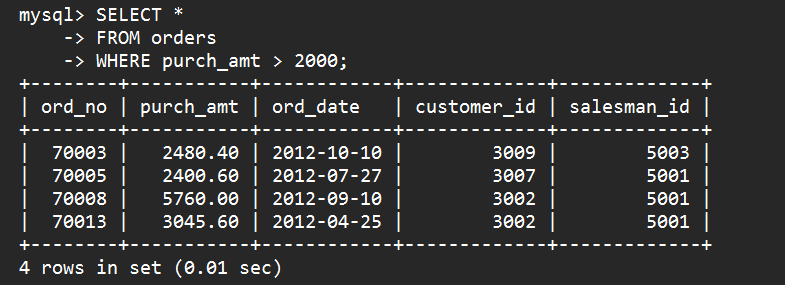 mysql> SELECT *
    -> FROM orders
    -> WHERE purch_amt > 2000;
+--------+-----------+------------+-------------+-------------+
| ord_no | purch_amt | ord_date   | customer_id | salesman_id |
+--------+-----------+------------+-------------+-------------+
|  70003 |   2480.40 | 2012-10-10 |        3009 |        5003 |
|  70005 |   2400.60 | 2012-07-27 |        3007 |        5001 |
|  70008 |   5760.00 | 2012-09-10 |        3002 |        5001 |
|  70013 |   3045.60 | 2012-04-25 |        3002 |        5001 |
+--------+-----------+------------+-------------+-------------+
4 rows in set (0.01 sec)